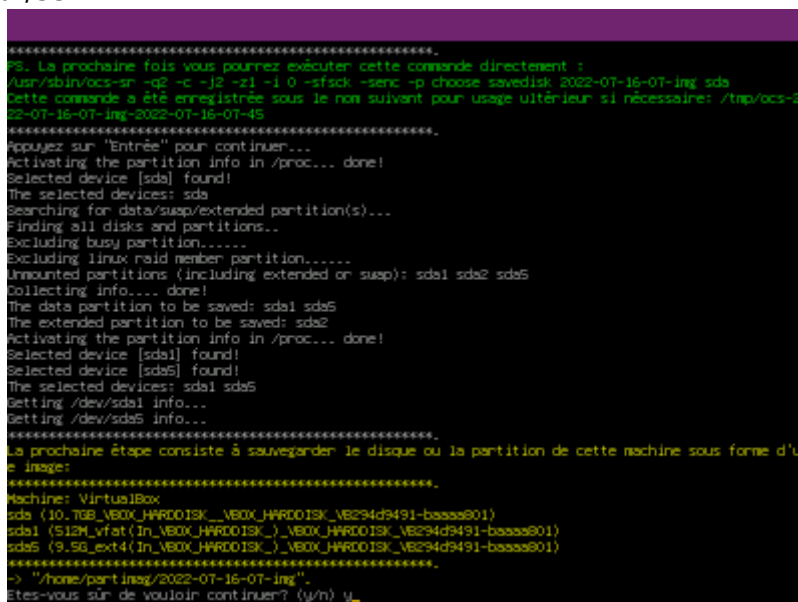 PS. La prochaine fois vous pourrez exécuter cette commande directement :
/usr/sbin/ocs-sr -q2 -c -j2 -z1 -i 0 -sfsck -senc -p choose savedisk 2022-07-16-07-img sda
Cette commande a été enregistrée sous le nom suivant pour usage ultérieur si nécessaire: /tmp/ocs-2
22-07-16-07-img-2022-07-16-07-45
*****************************************************.
Appuyez sur "Entrée" pour continuer...
Activating the partition info in /proc... done!
Selected device [sda] found!
The selected devices: sda
Searching for data/swap/extended partition(s)...
Finding all disks and partitions..
Excluding busy partition......
Excluding linux raid member partition......
Unmounted partitions (including extended or swap): sda1 sda2 sda5
Collecting info.... done!
The data partition to be saved: sda1 sda5
The extended partition to be saved: sda2
Activating the partition info in /proc... done!
Selected device [sda1] found!
Selected device [sda5] found!
The selected devices: sda1 sda5
Getting /dev/sda1 info...
Getting /dev/sda5 info...
*****************************************************.
La prochaine étape consiste à sauvegarder le disque ou la partition de cette machine sous forme d'u
e image:
*****************************************************.
Machine: VirtualBox
sda (10.7GB_VBOX_HARDDISK__VBOX_HARDDISK_VB294d9491-baaaa801)
sda1 (512M_vfat(In_VBOX_HARDDISK_)_VBOX_HARDDISK_VB294d9491-baaaa801)
sda5 (9.5G_ext4(In_VBOX_HARDDISK_)_VBOX_HARDDISK_VB294d9491-baaaa801)
*****************************************************.
-> "/home/partimag/2022-07-16-07-img".
Etes-vous sûr de vouloir continuer? (y/n) y_